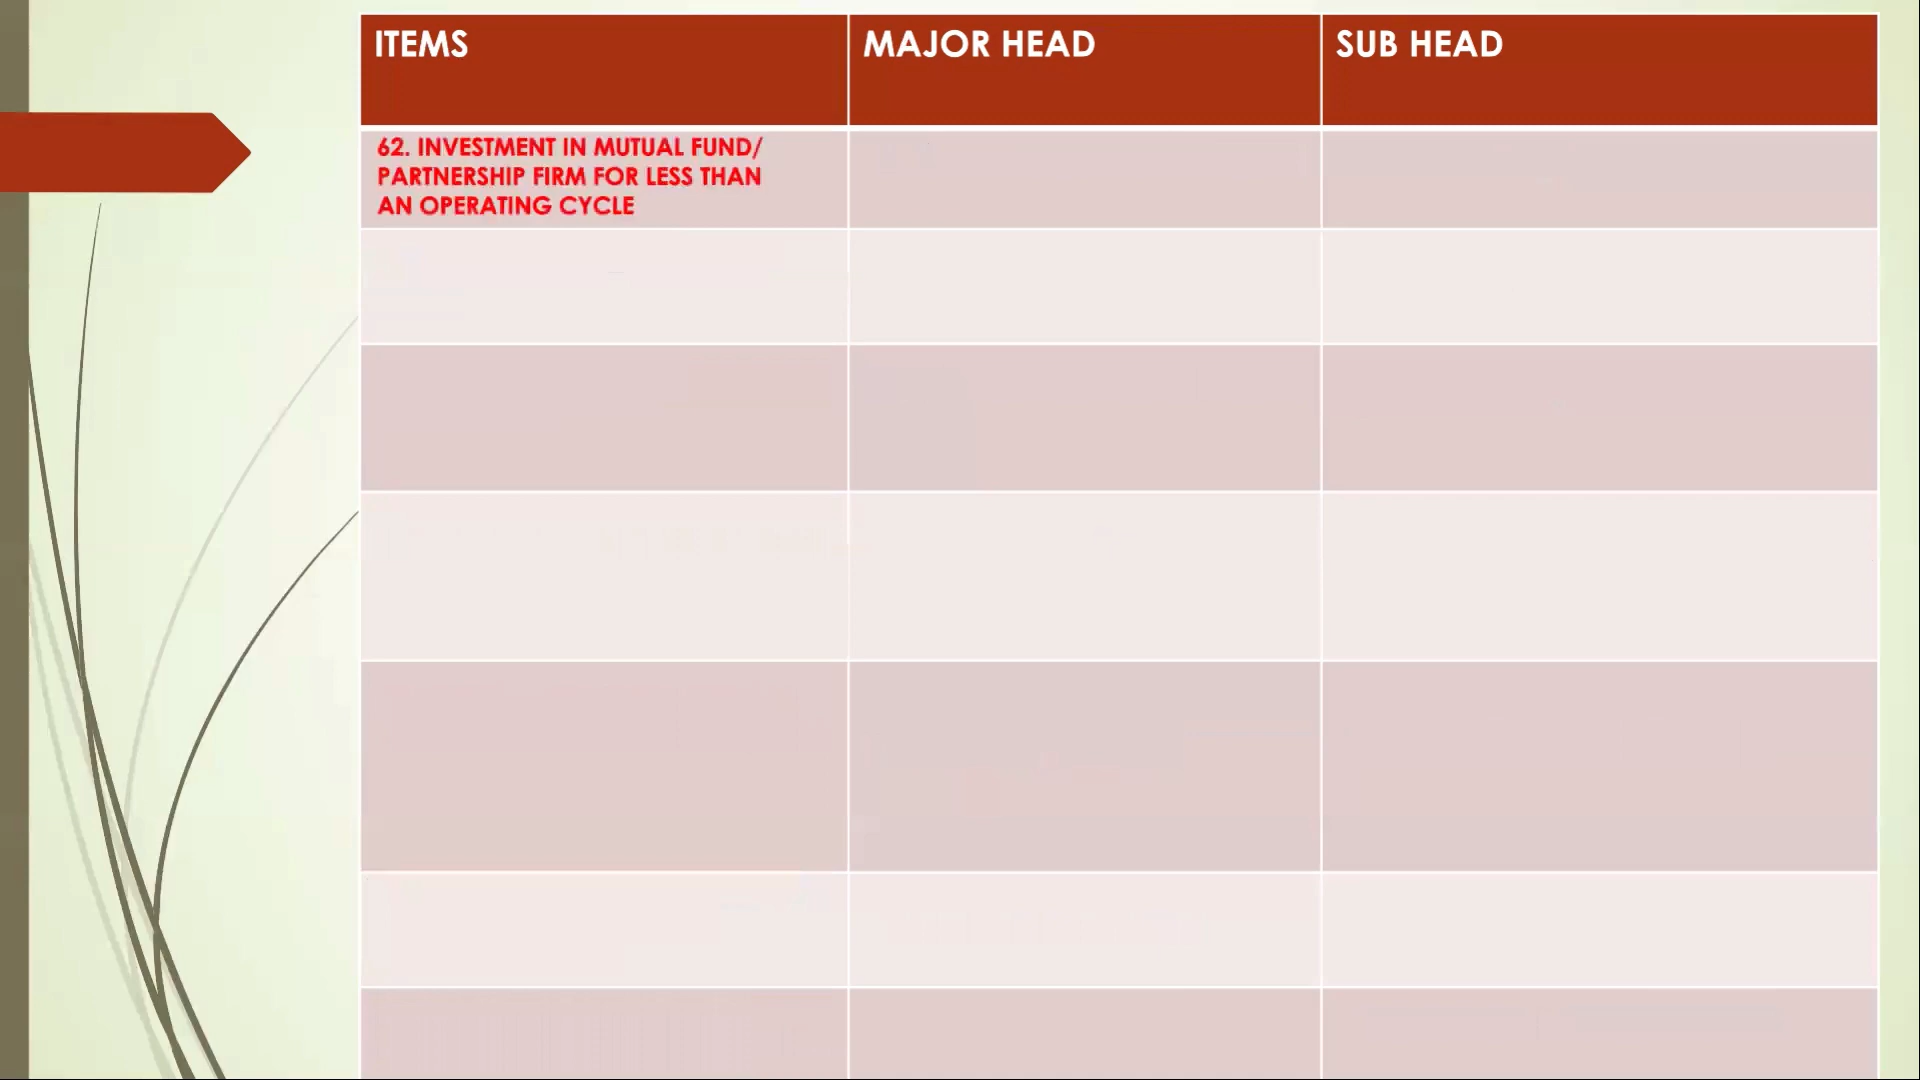 ITEMS
MAJOR HEAD
SUB HEAD
62. INVESTMENT IN MUTUAL FUND/
PARTNERSHIP FIRM FOR LESS THAN
AN OPERATING CYCLE